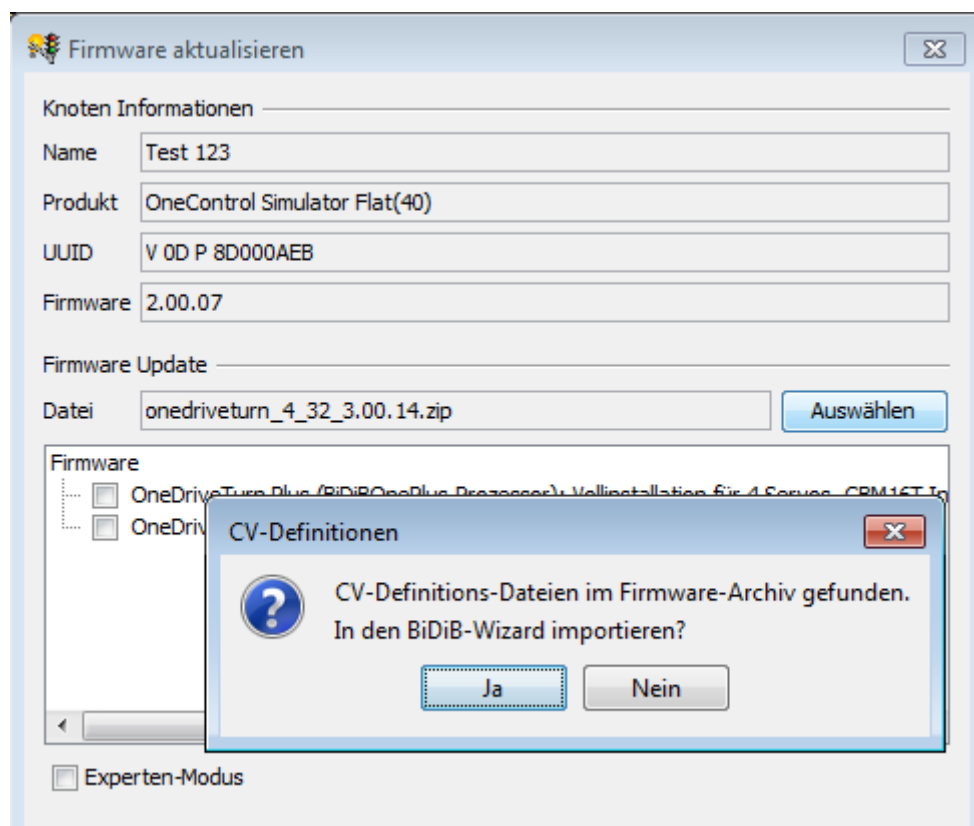 Firmware aktualisieren
Knoten Informationen
Name Test 123
Produkt OneControl Simulator Flat(40)
UUID V 0D P 8D000AEB
Firmware 2.00.07
Firmware Update
Datei onedriveturn_4_32_3.00.14.zip Auswählen
Firmware
OneDriveTurn Plus (BiDiBOnePlus Prozessor): Vollinstallation für 4 Servos, GBM16T In
OneDriv
CV-Definitionen
CV-Definitions-Dateien im Firmware-Archiv gefunden.
In den BiDiB-Wizard importieren?
Ja Nein
Experten-Modus